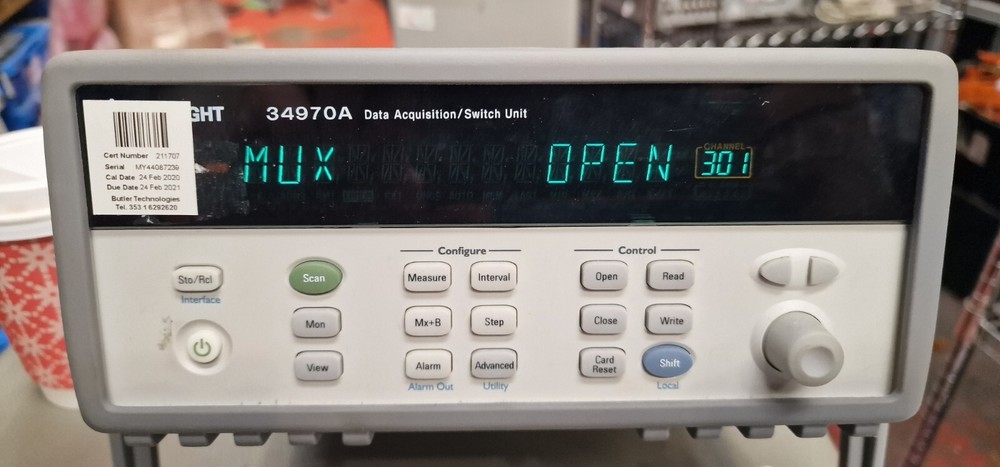 GHT 34970A Data Acquisition/Switch Unit
Cert Number 211707
Serial MY44087236
Cal Date 24 Feb 2020
Due Date 24 Feb 2021
Butler Technologies
Tel. 353 1 6292620
MUX OPEN
CHANNEL
301
Configure
Control
Sto/Rcl
Interface
Scan
Measure
Interval
Open
Read
Mon
Mx+B
Step
Close
Write
View
Alarm
Advanced
Card Reset
Shift
Alarm Out
Utility
Local